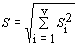 S = √(∑_{i = 1}^{v} S_i^2)